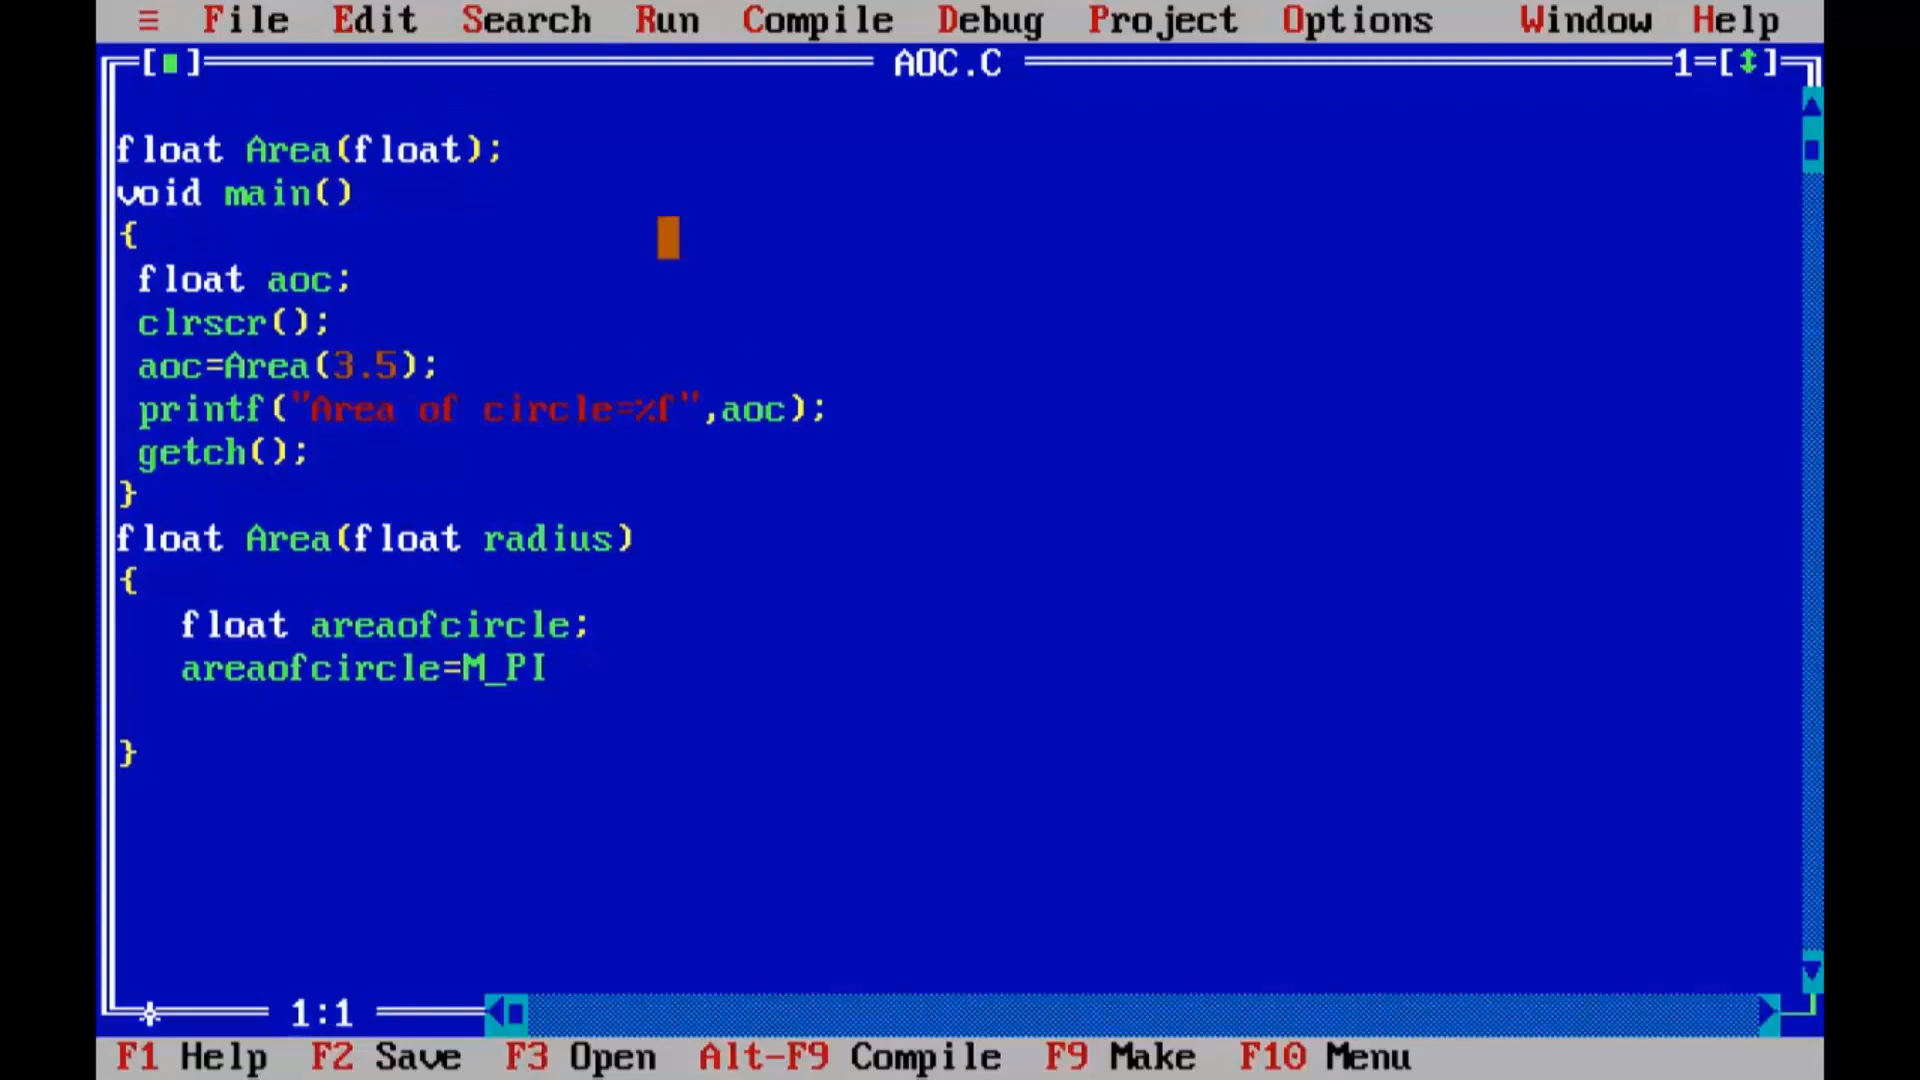 ≡ File Edit Search Run Compile Debug Project Options Window Help
[■] AOC.C 1=[↕]
float Area(float);
void main()
{
 float aoc;
 clrscr();
 aoc=Area(3.5);
 printf("Area of circle=%f",aoc);
 getch();
}
float Area(float radius)
{
   float areaofcircle;
   areaofcircle=M_PI
}
1:1
F1 Help F2 Save F3 Open Alt-F9 Compile F9 Make F10 Menu